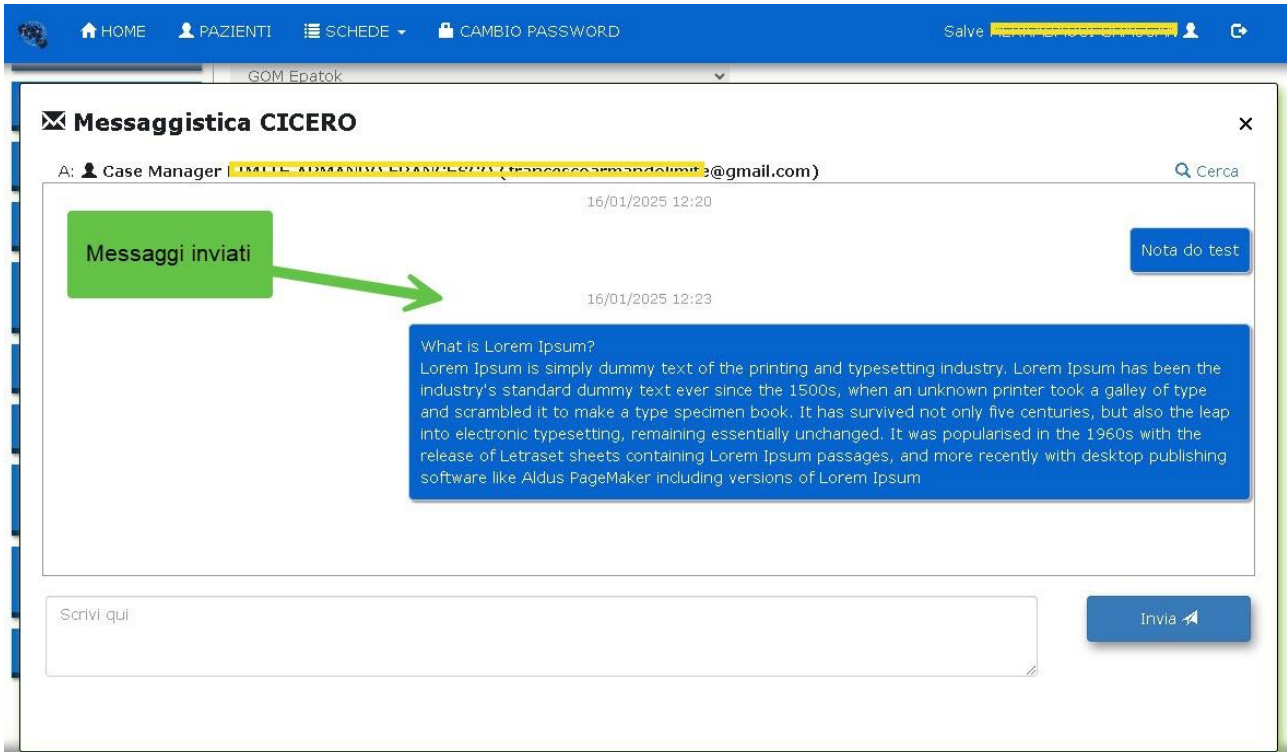 HOME PAZIENTI SCHEDE CAMBIO PASSWORD Salve
GOM Epatok
Messaggistica CICERO
A: Case Manager @gmail.com)
Cerca
16/01/2025 12:20
Messaggi inviati
Nota do test
16/01/2025 12:23
What is Lorem Ipsum?
Lorem Ipsum is simply dummy text of the printing and typesetting industry. Lorem Ipsum has been the
industry's standard dummy text ever since the 1500s, when an unknown printer took a galley of type
and scrambled it to make a type specimen book. It has survived not only five centuries, but also the leap
into electronic typesetting, remaining essentially unchanged. It was popularised in the 1960s with the
release of Letraset sheets containing Lorem Ipsum passages, and more recently with desktop publishing
software like Aldus PageMaker including versions of Lorem Ipsum
Scrivi qui
Invia